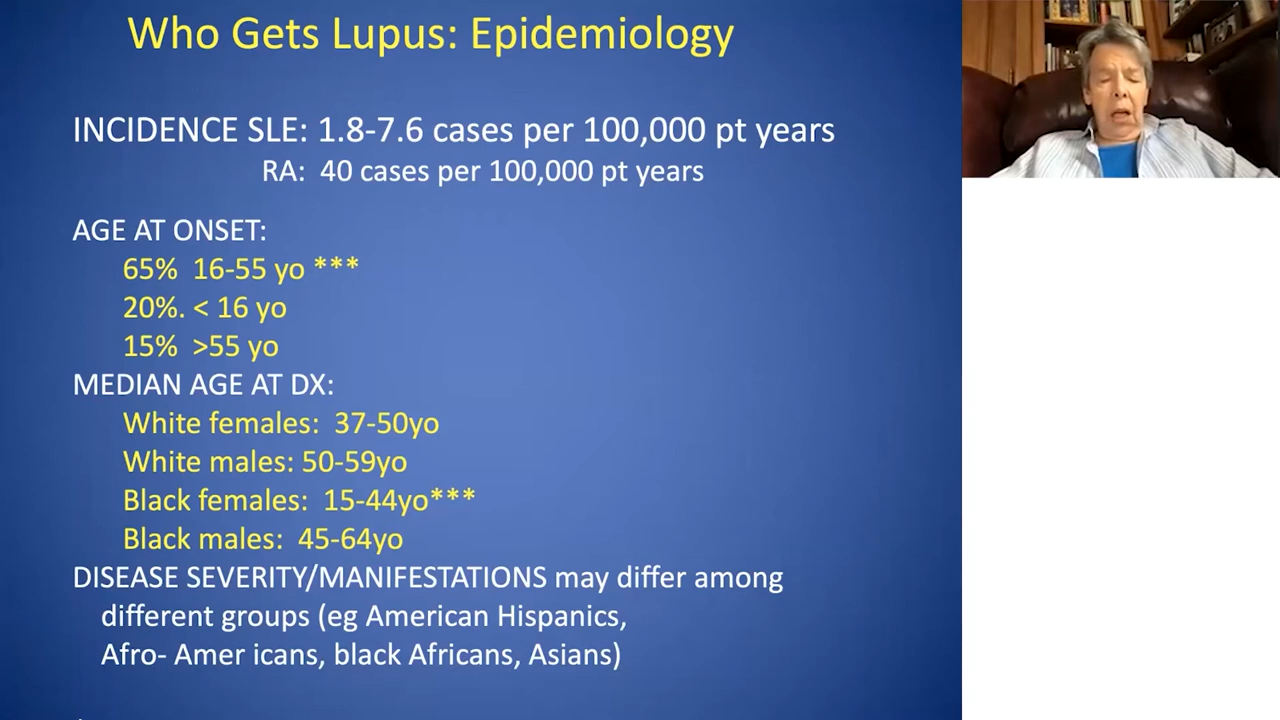 Who Gets Lupus: Epidemiology
INCIDENCE SLE: 1.8-7.6 cases per 100,000 pt years
RA: 40 cases per 100,000 pt years
AGE AT ONSET:
65% 16-55 yo ***
20%. < 16 yo
15% >55 yo
MEDIAN AGE AT DX:
White females: 37-50yo
White males: 50-59yo
Black females: 15-44yo***
Black males: 45-64yo
DISEASE SEVERITY/MANIFESTATIONS may differ among
different groups (eg American Hispanics,
Afro- Amer icans, black Africans, Asians)